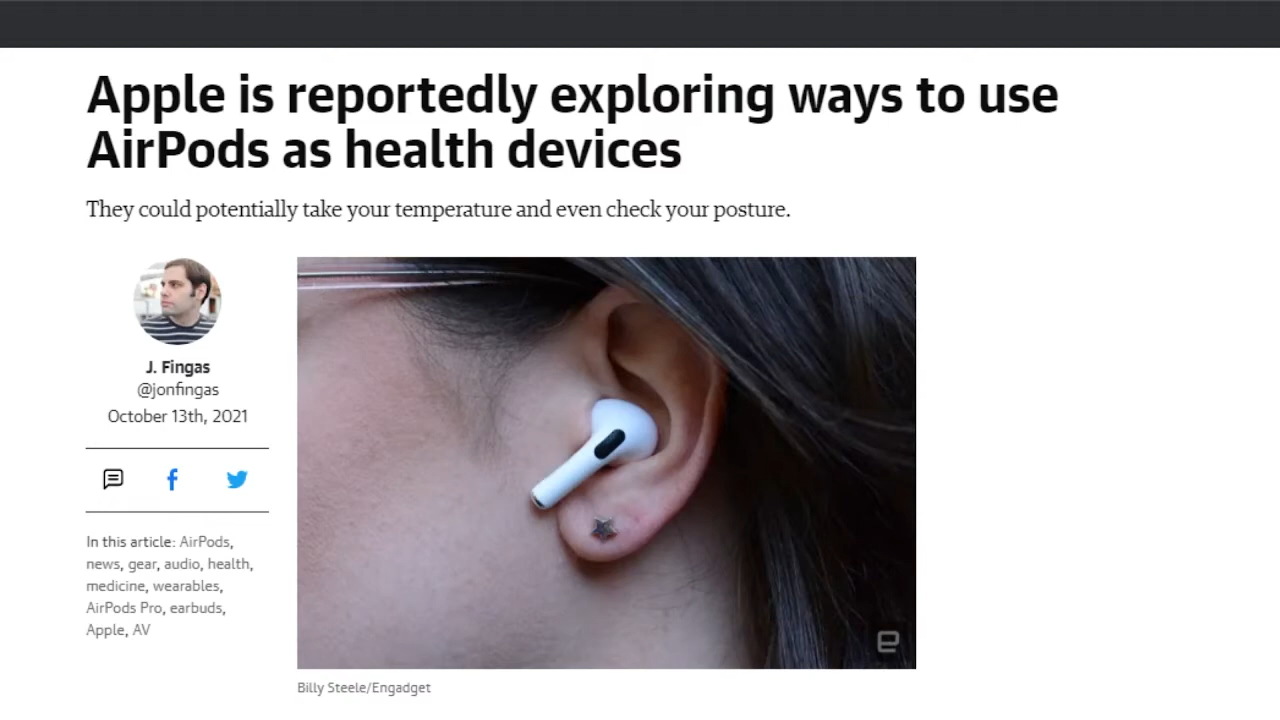 Apple is reportedly exploring ways to use
AirPods as health devices
They could potentially take your temperature and even check your posture.
J. Fingas
@jonfingas
October 13th, 2021
In this article: AirPods,
news, gear, audio, health,
medicine, wearables,
AirPods Pro, earbuds,
Apple, AV
Billy Steele/Engadget